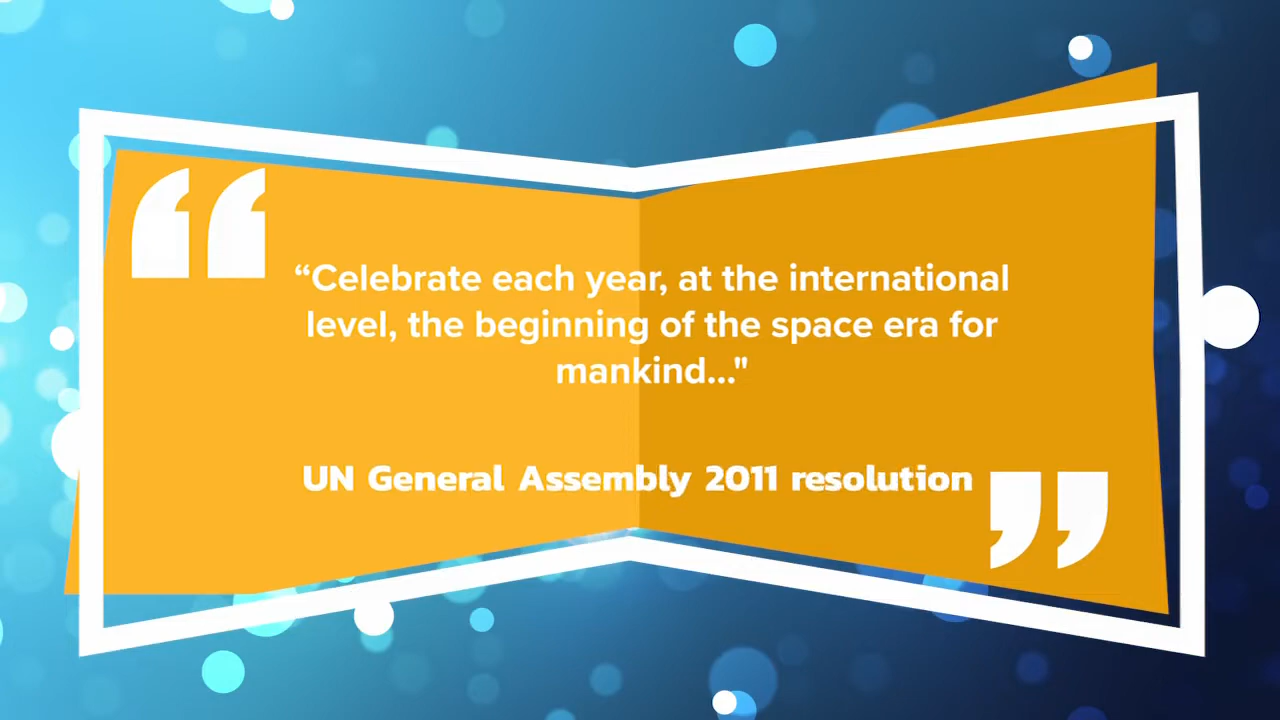 “Celebrate each year, at the international
level, the beginning of the space era for
mankind..."
UN General Assembly 2011 resolution